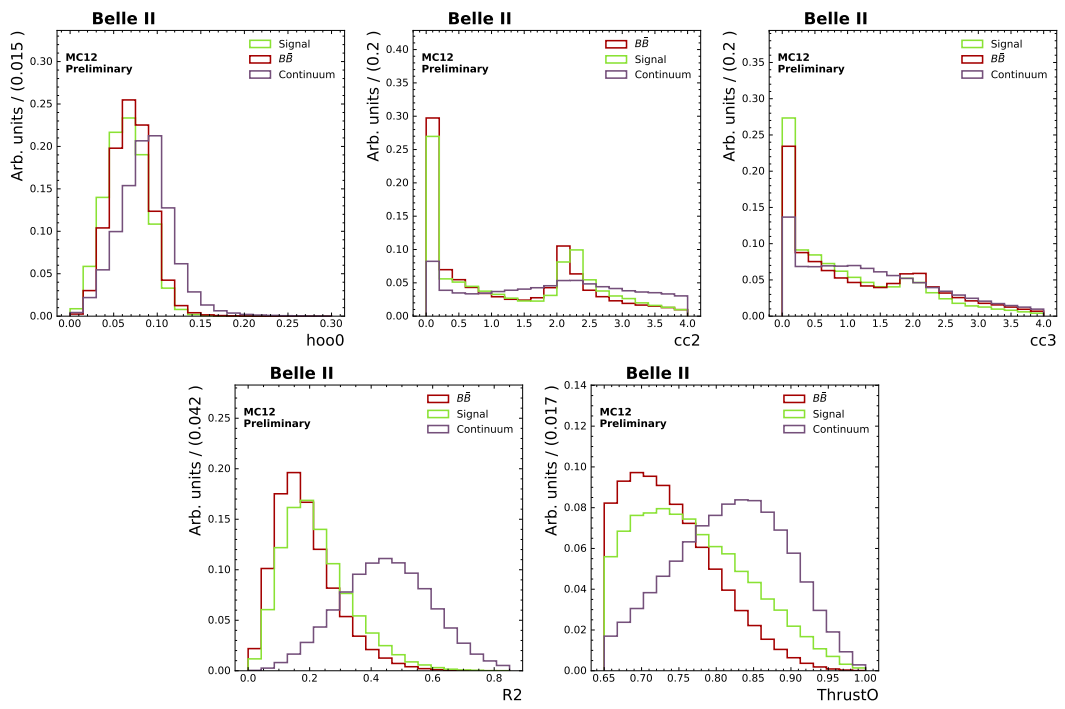 Belle II
Arb. units / (0.015 )
MC12
Preliminary
Signal
BB̄
Continuum
0.30
0.25
0.20
0.15
0.10
0.05
0.00
0.00 0.05 0.10 0.15 0.20 0.25 0.30
hoo0
Belle II
Arb. units / (0.2 )
MC12
Preliminary
BB̄
Signal
Continuum
0.40
0.35
0.30
0.25
0.20
0.15
0.10
0.05
0.00
0.0 0.5 1.0 1.5 2.0 2.5 3.0 3.5 4.0
cc2
Belle II
Arb. units / (0.2 )
MC12
Preliminary
Signal
BB̄
Continuum
0.35
0.30
0.25
0.20
0.15
0.10
0.05
0.00
0.0 0.5 1.0 1.5 2.0 2.5 3.0 3.5 4.0
cc3
Belle II
Arb. units / (0.042 )
MC12
Preliminary
BB̄
Signal
Continuum
0.25
0.20
0.15
0.10
0.05
0.00
0.0 0.2 0.4 0.6 0.8
R2
Belle II
Arb. units / (0.017 )
MC12
Preliminary
BB̄
Signal
Continuum
0.14
0.12
0.10
0.08
0.06
0.04
0.02
0.00
0.65 0.70 0.75 0.80 0.85 0.90 0.95 1.00
ThrustO